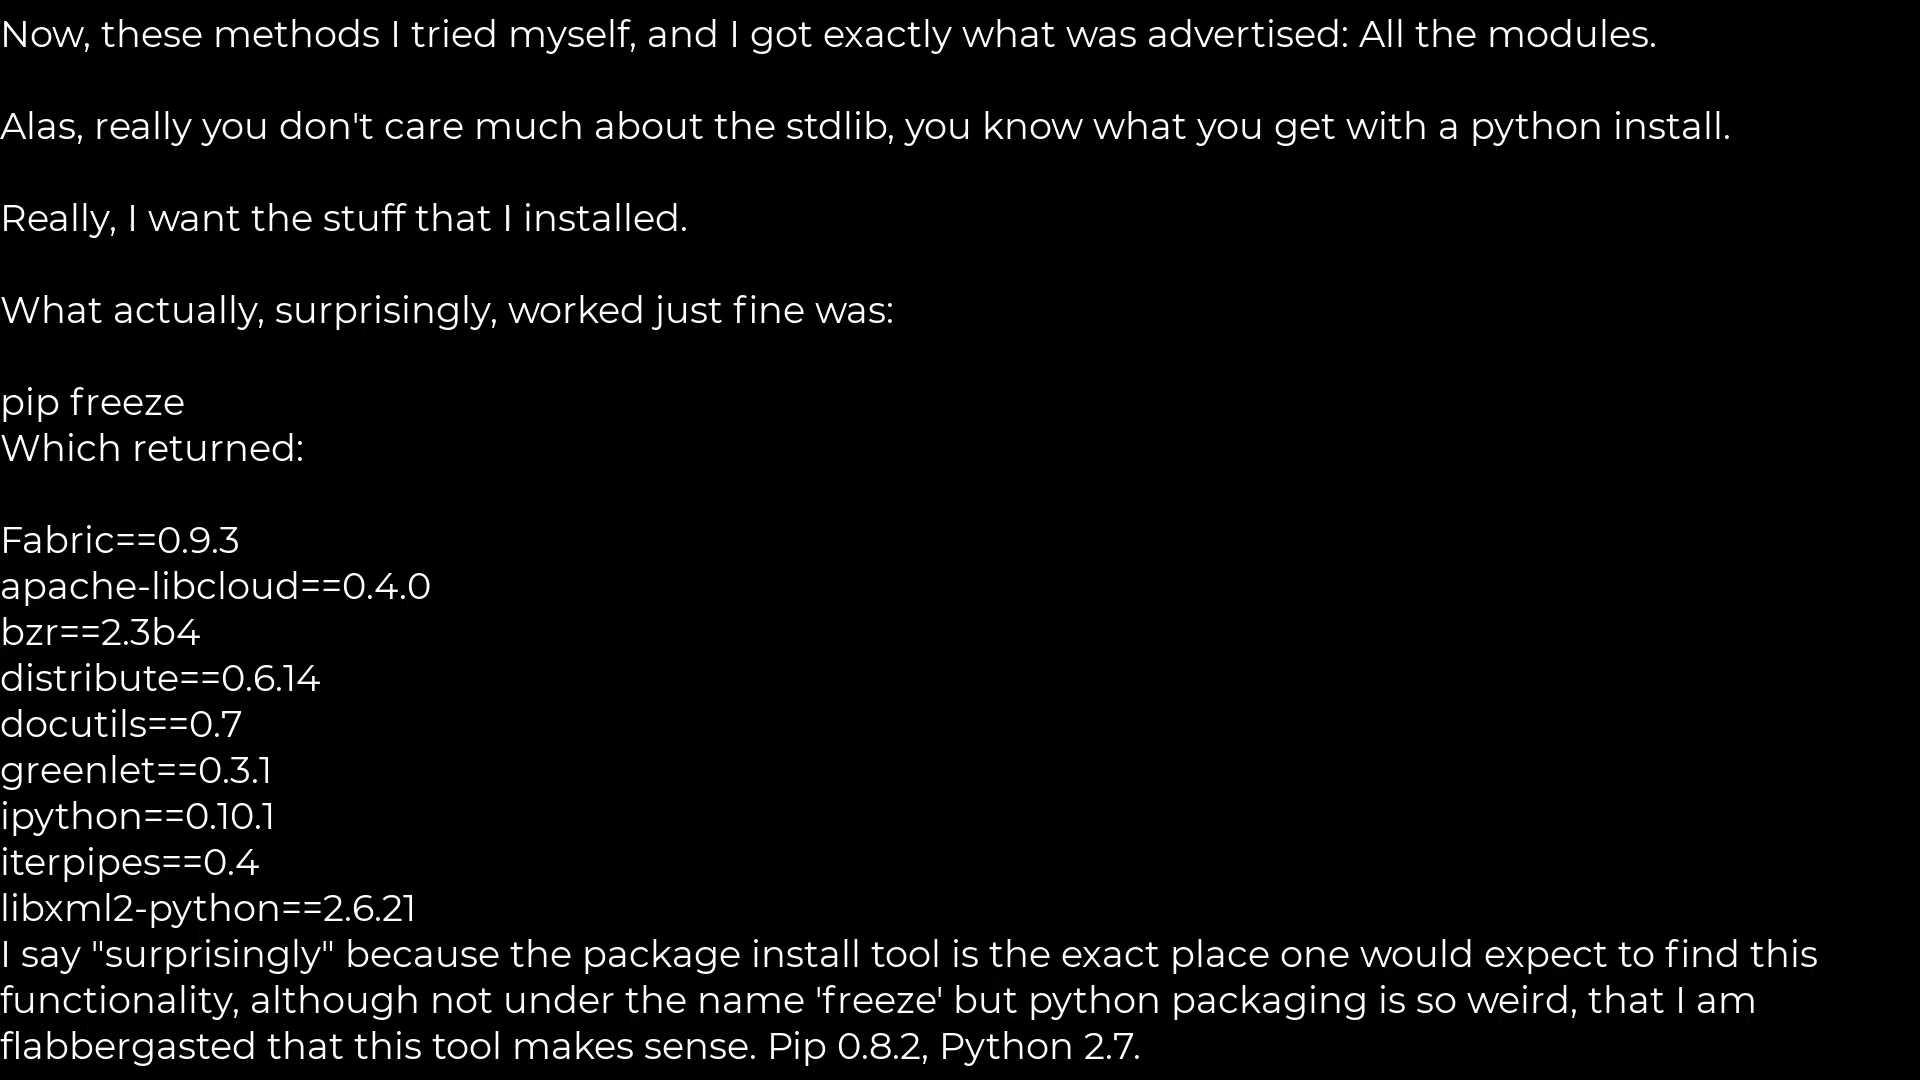 Now, these methods I tried myself, and I got exactly what was advertised: All the modules.
Alas, really you don't care much about the stdlib, you know what you get with a python install.
Really, I want the stuff that I installed.
What actually, surprisingly, worked just fine was:
pip freeze
Which returned:
Fabric==0.9.3
apache-libcloud==0.4.0
bzr==2.3b4
distribute==0.6.14
docutils==0.7
greenlet==0.3.1
ipython==0.10.1
iterpipes==0.4
libxml2-python==2.6.21
I say "surprisingly" because the package install tool is the exact place one would expect to find this
functionality, although not under the name 'freeze' but python packaging is so weird, that I am
flabbergasted that this tool makes sense. Pip 0.8.2, Python 2.7.